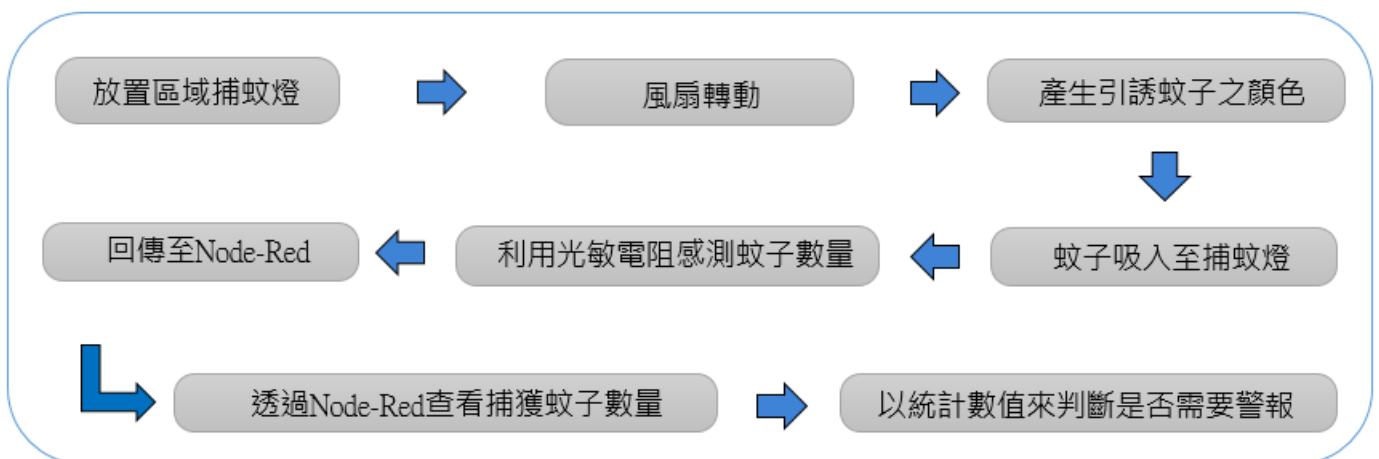 放置區域捕蚊燈
風扇轉動
產生引誘蚊子之顏色
蚊子吸入至捕蚊燈
利用光敏電阻感測蚊子數量
回傳至Node-Red
透過Node-Red查看捕獲蚊子數量
以統計數值來判斷是否需要警報